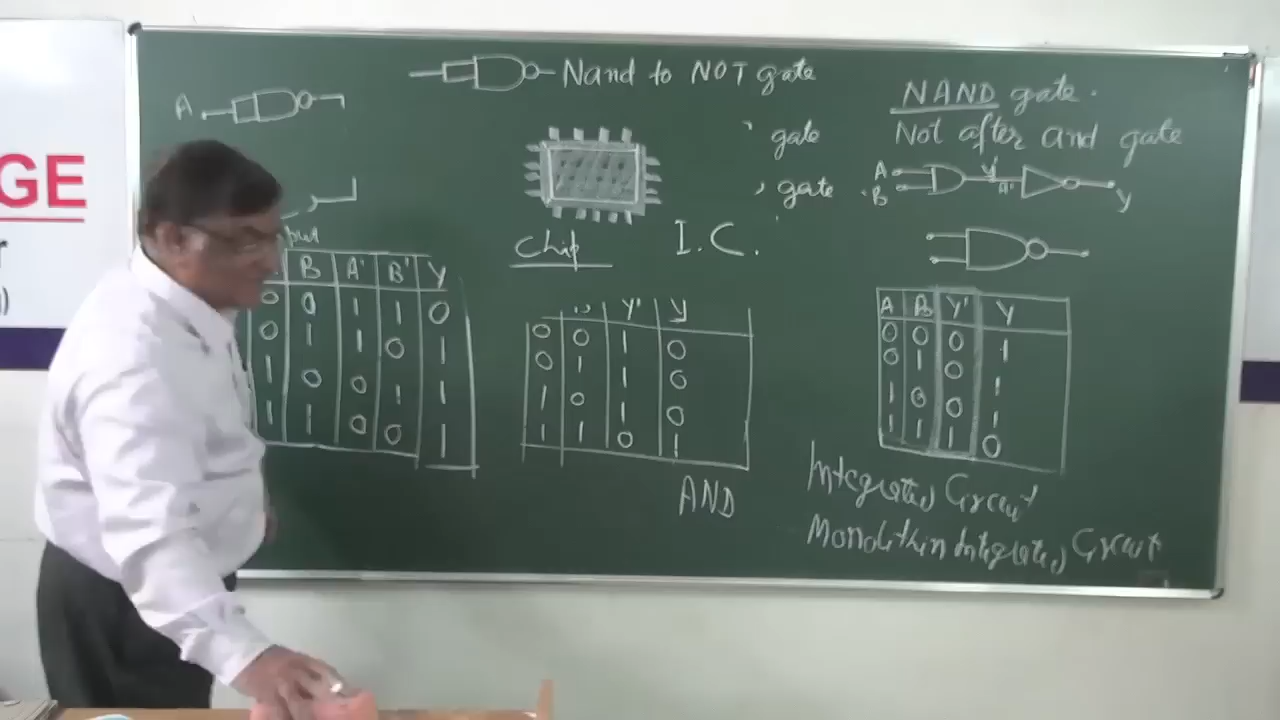 GE
A
Nand to NOT gate
gate
gate
NAND gate.
Not after and gate
A
B
Y'
A'
Y
Chip
I.C.
B A' B' Y
0 0 1 1 0
0 1 1 0 1
1 0 0 1 1
1 1 0 0 1
Y' Y
0 0 1 0
0 1 1 0
1 0 1 0
1 1 0 1
AND
A B Y' Y
0 0 0 1
0 1 0 1
1 0 0 1
1 1 1 0
Integrated Circuit
Monolithin Integrated Circuit